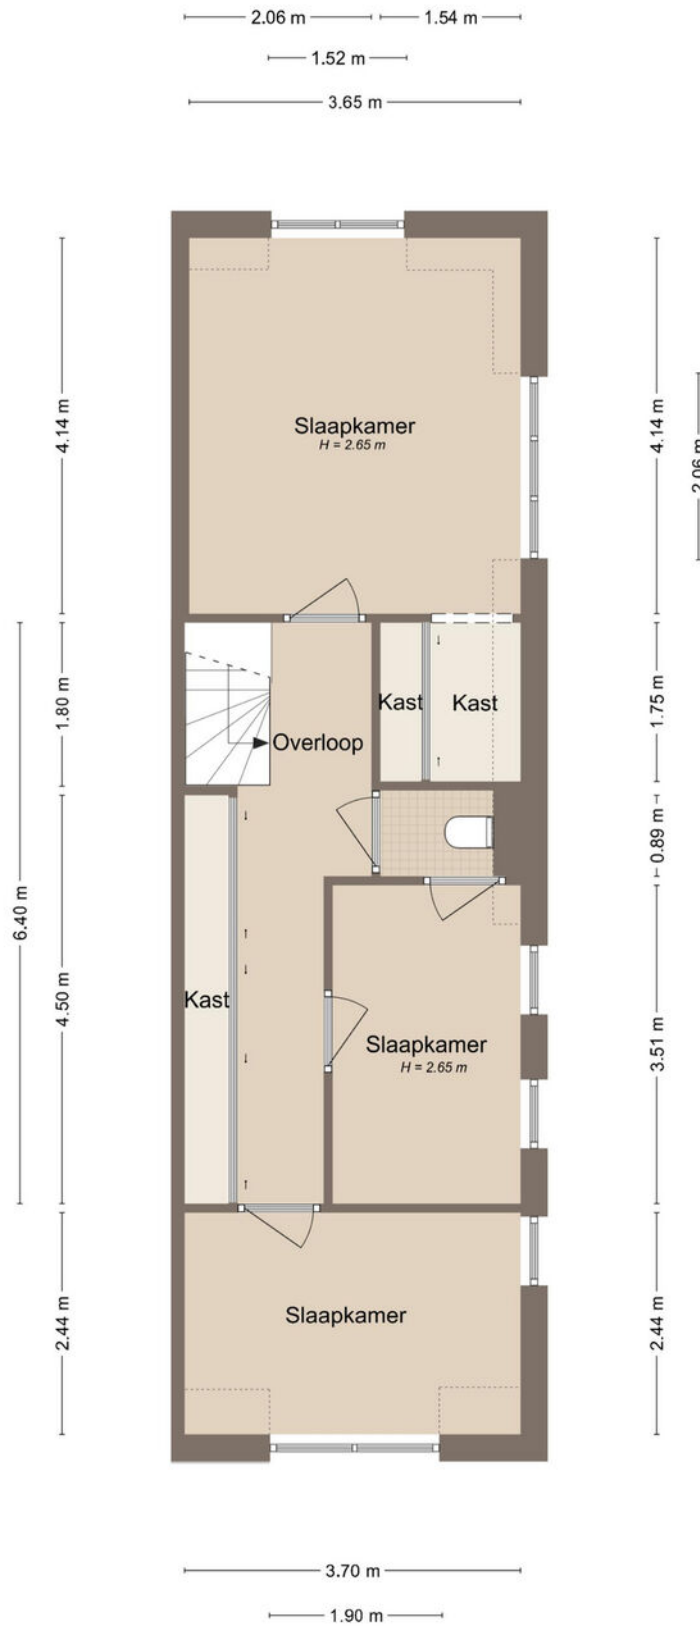 2.06 m
1.54 m
1.52 m
3.65 m
4.14 m
4.14 m
2.06 m
Slaapkamer
H = 2.65 m
1.80 m
1.75 m
Kast
Kast
Overloop
0.89 m
6.40 m
4.50 m
Kast
3.51 m
Slaapkamer
H = 2.65 m
2.44 m
2.44 m
Slaapkamer
3.70 m
1.90 m